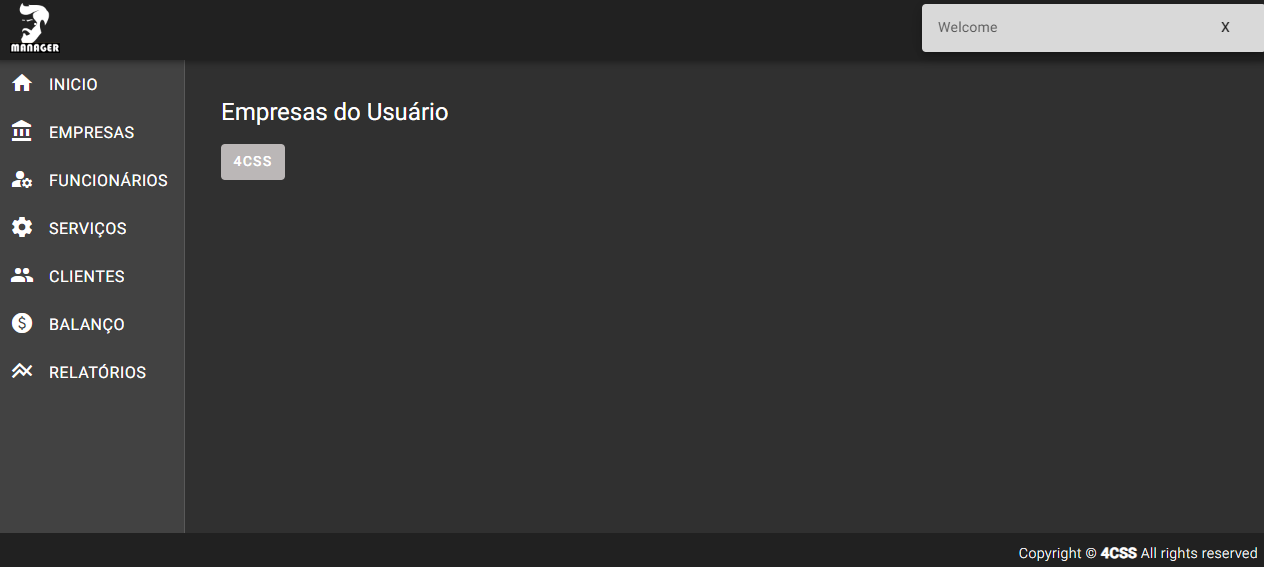 MANAGER
Welcome X
INICIO
EMPRESAS
FUNCIONÁRIOS
SERVIÇOS
CLIENTES
BALANÇO
RELATÓRIOS
Empresas do Usuário
4CSS
Copyright © 4CSS All rights reserved